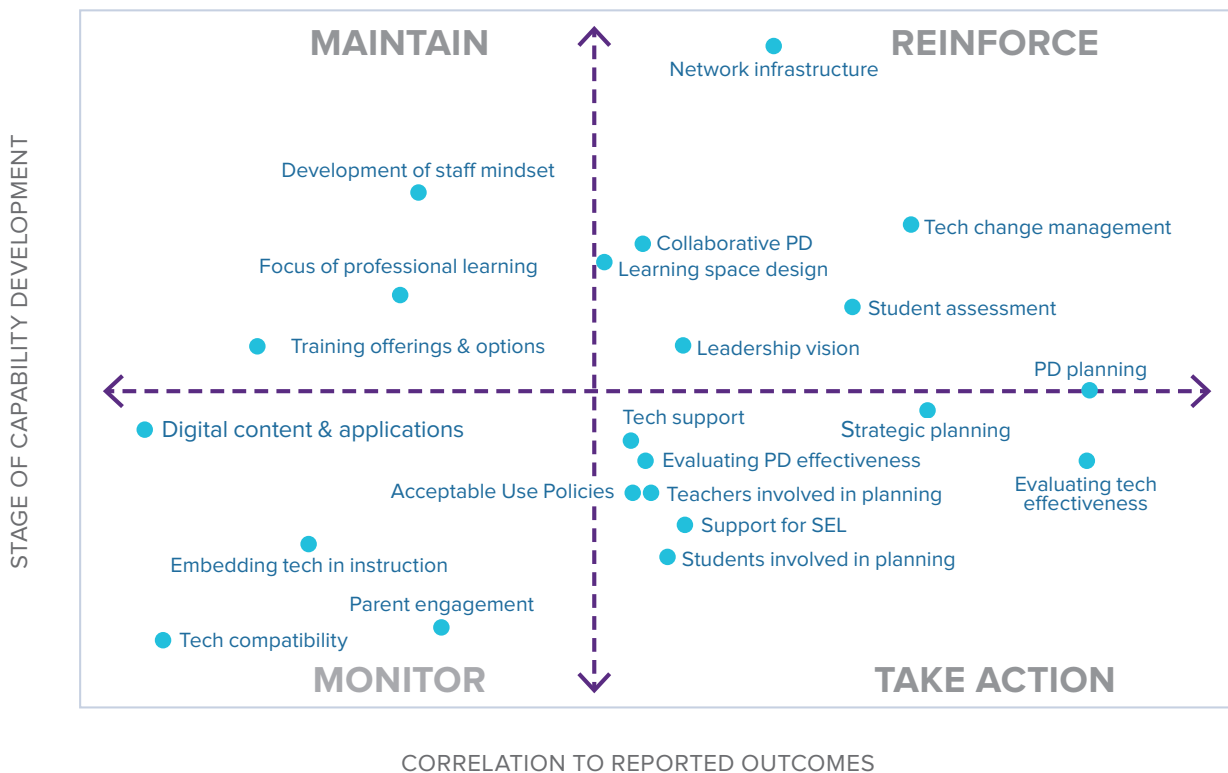 MAINTAIN
REINFORCE
Network infrastructure
Development of staff mindset
Tech change management
Collaborative PD
Focus of professional learning
Learning space design
Student assessment
Training offerings & options
Leadership vision
PD planning
Tech support
Digital content & applications
Strategic planning
Evaluating PD effectiveness
Evaluating tech
effectiveness
Acceptable Use Policies
Teachers involved in planning
Support for SEL
Students involved in planning
Embedding tech in instruction
Parent engagement
Tech compatibility
MONITOR
TAKE ACTION
STAGE OF CAPABILITY DEVELOPMENT
CORRELATION TO REPORTED OUTCOMES